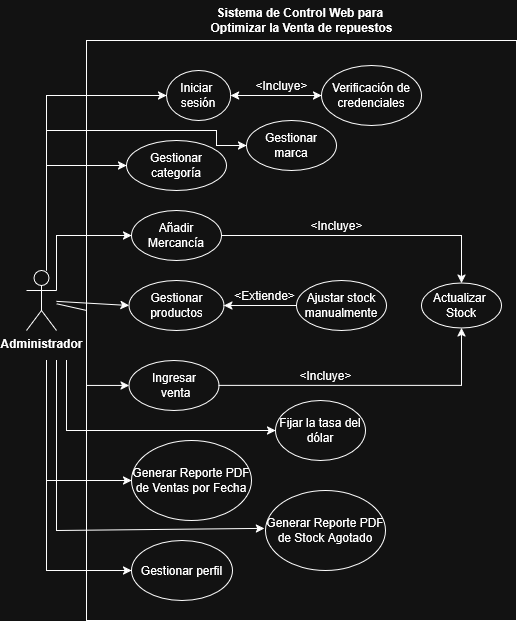 Sistema de Control Web para
Optimizar la Venta de repuestos
Iniciar
sesión
<Incluye>
Verificación de
credenciales
Gestionar
marca
Gestionar
categoría
Añadir
Mercancía
<Incluye>
Gestionar
productos
<Extiende>
Ajustar stock
manualmente
Actualizar
Stock
Administrador
Ingresar
venta
<Incluye>
Fijar la tasa del
dólar
Generar Reporte PDF
de Ventas por Fecha
Generar Reporte PDF
de Stock Agotado
Gestionar perfil